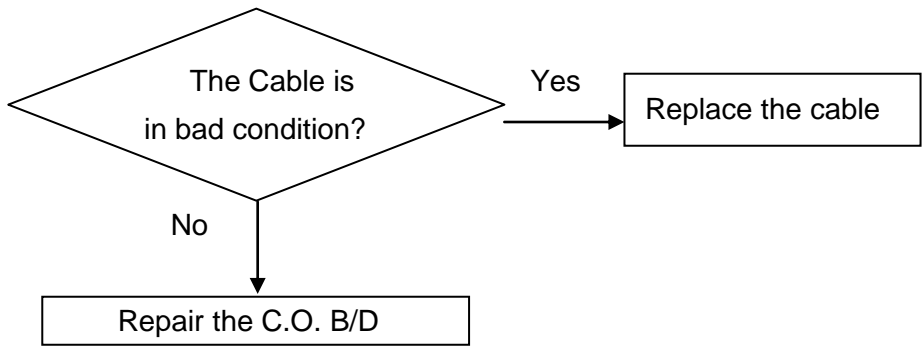 The Cable is
in bad condition?
Yes
Replace the cable
No
Repair the C.O. B/D